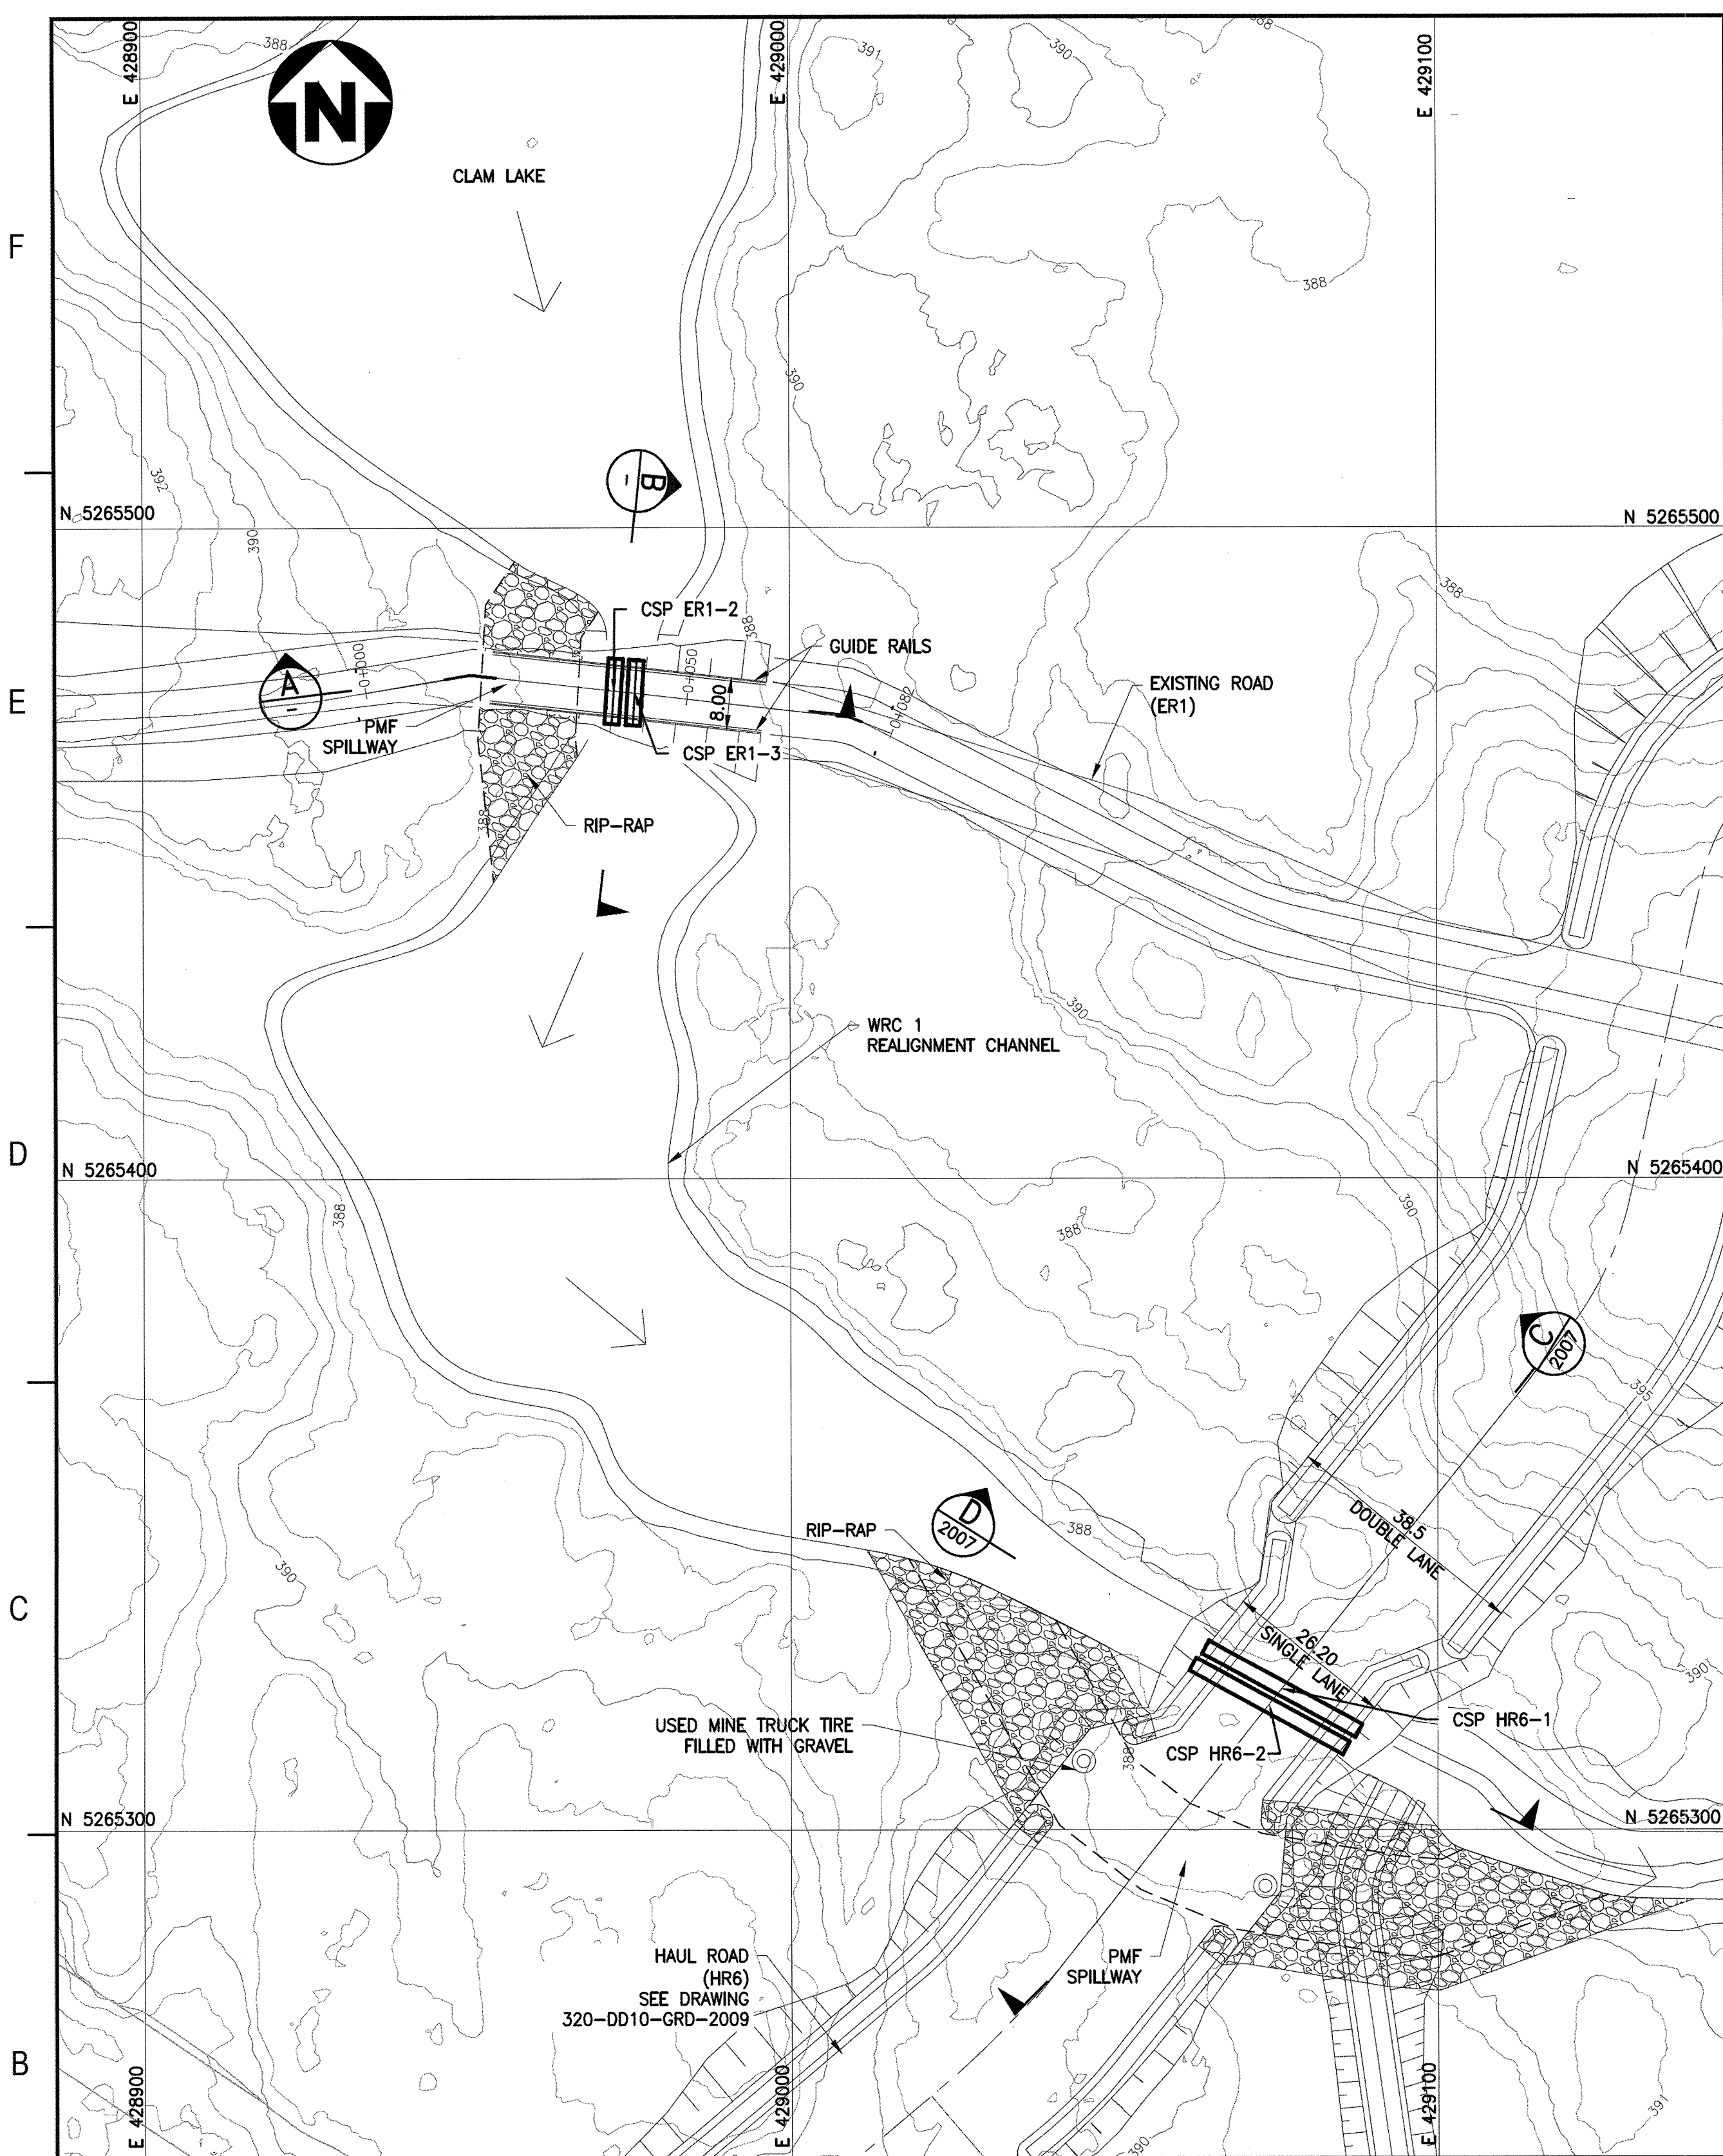 388
E 428900
N
E 429000
391
390
388
E 429100
CLAM LAKE
F
388
390
392
B
-
N 5265500
N 5265500
390
388
CSP ER1-2
388
GUIDE RAILS
0+000
0+050
E
A
-
8.00
EXISTING ROAD
(ER1)
0+082
PMF
SPILLWAY
CSP ER1-3
388
RIP-RAP
390
WRC 1
REALIGNMENT CHANNEL
D
N 5265400
N 5265400
388
390
388
C
2007
395
RIP-RAP
D
2007
388
38.5
DOUBLE LANE
390
C
26.20
SINGLE LANE
390
USED MINE TRUCK TIRE
FILLED WITH GRAVEL
CSP HR6-1
388
CSP HR6-2
N 5265300
N 5265300
HAUL ROAD
(HR6)
SEE DRAWING
320-DD10-GRD-2009
PMF
SPILLWAY
B
E 428900
E 429000
E 429100
390
391